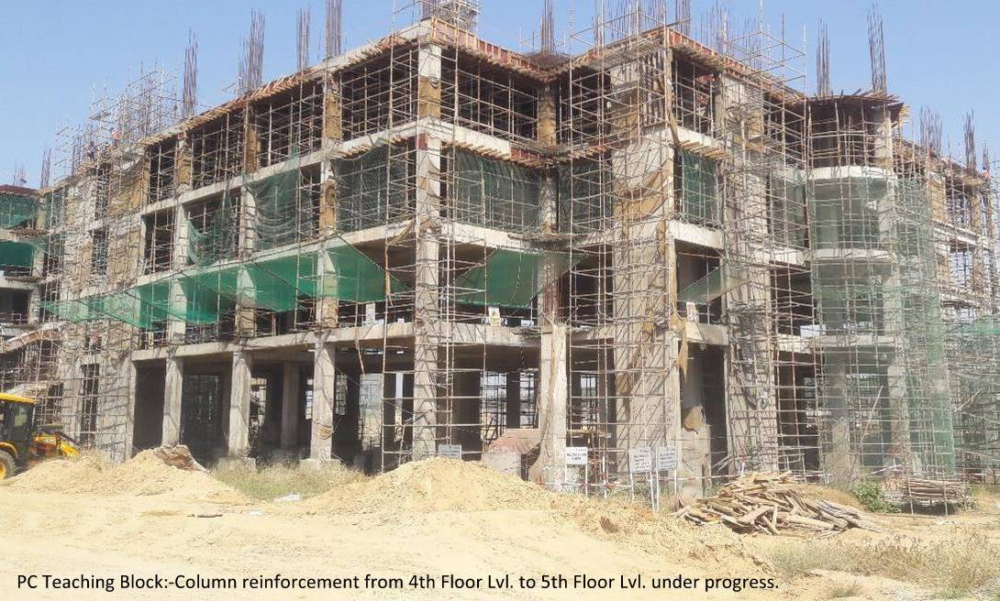 PC Teaching Block:-Column reinforcement from 4th Floor Lvl. to 5th Floor Lvl. under progress.